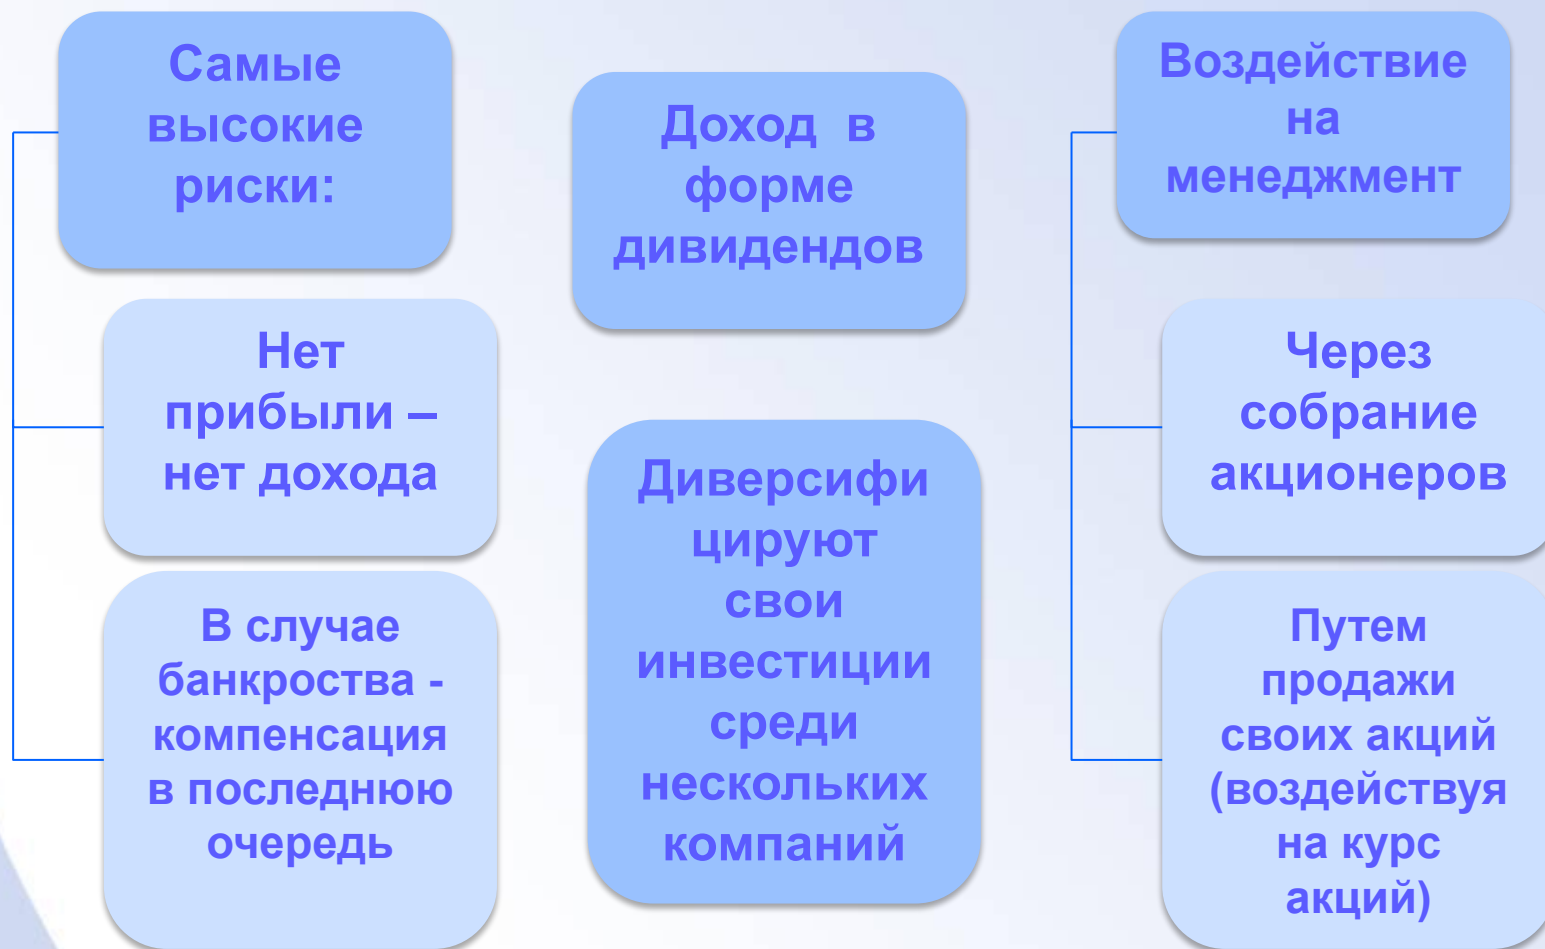 Самые
высокие
риски:
Нет
прибыли –
нет дохода
В случае
банкроства -
компенсация
в последнюю
очередь
Доход в
форме
дивидендов
Диверсифи
цируют
свои
инвестиции
среди
нескольких
компаний
Воздействие
на
менеджмент
Через
собрание
акционеров
Путем
продажи
своих акций
(воздействуя
на курс
акций)